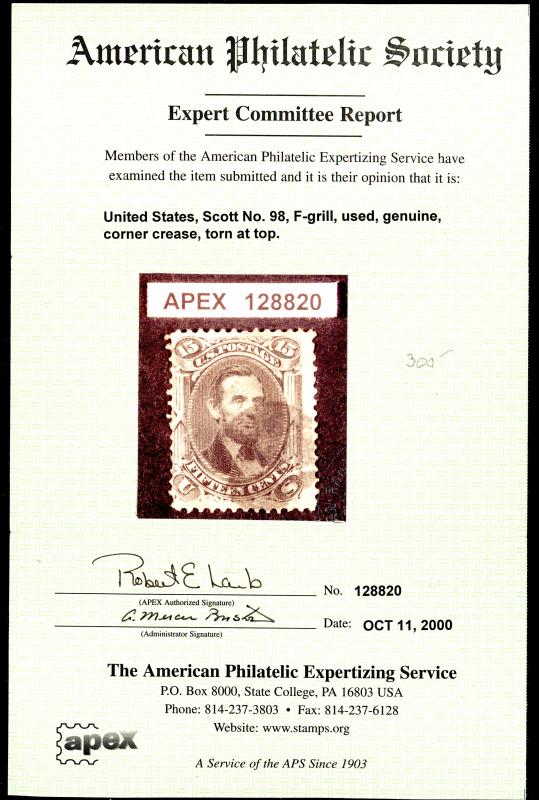 American Philatelic Society
Expert Committee Report
Members of the American Philatelic Expertizing Service have
examined the item submitted and it is their opinion that it is:
United States, Scott No. 98, F-grill, used, genuine,
corner crease, torn at top.
APEX 128820
15 15
U.S. POSTAGE
300
FIFTEEN CENTS
U S
Robert E Lamb
No. 128820
(APEX Authorized Signature)
G. Mercer Bristow
Date: OCT 11, 2000
(Administrator Signature)
The American Philatelic Expertizing Service
P.O. Box 8000, State College, PA 16803 USA
Phone: 814-237-3803 • Fax: 814-237-6128
Website: www.stamps.org
apex
A Service of the APS Since 1903